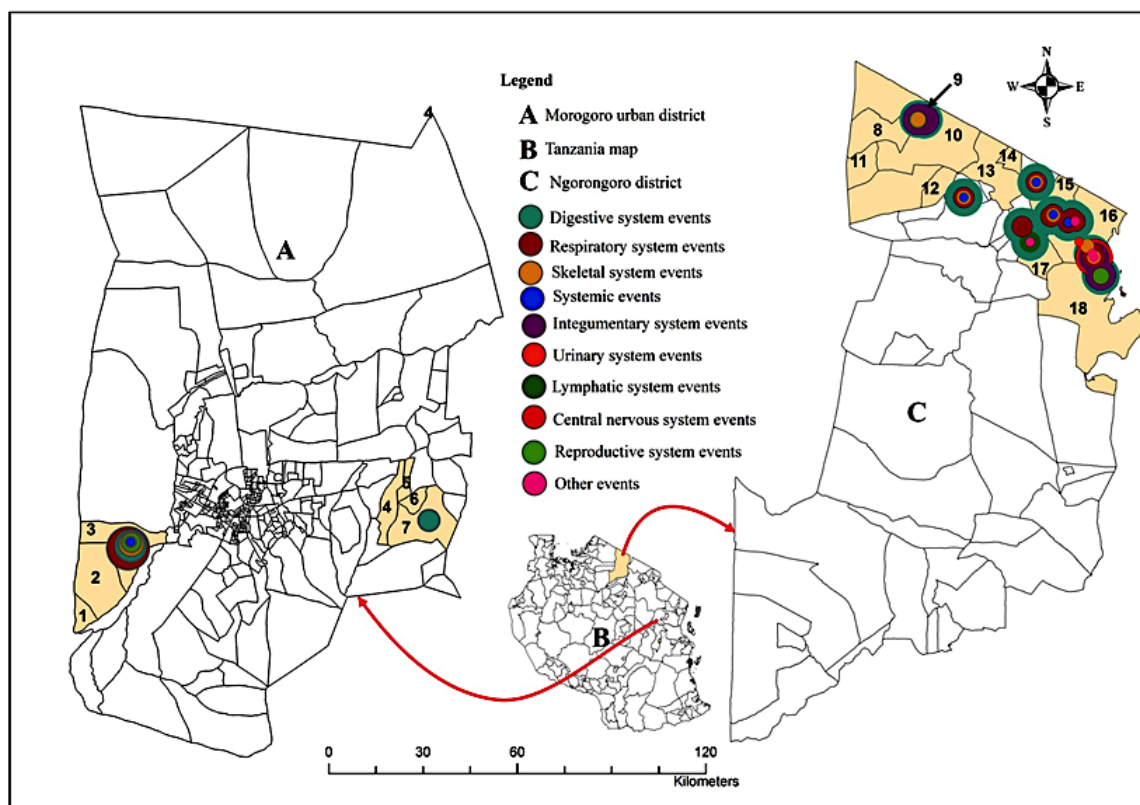 4
A
3
2
1
4
5
6
7
Legend
A Morogoro urban district
B Tanzania map
C Ngorongoro district
Digestive system events
Respiratory system events
Skeletal system events
Systemic events
Integumentary system events
Urinary system events
Lymphatic system events
Central nervous system events
Reproductive system events
Other events
B
0 30 60 120
Kilometers
N
W E
S
9
8
10
11
14
13
12
15
16
17
18
C